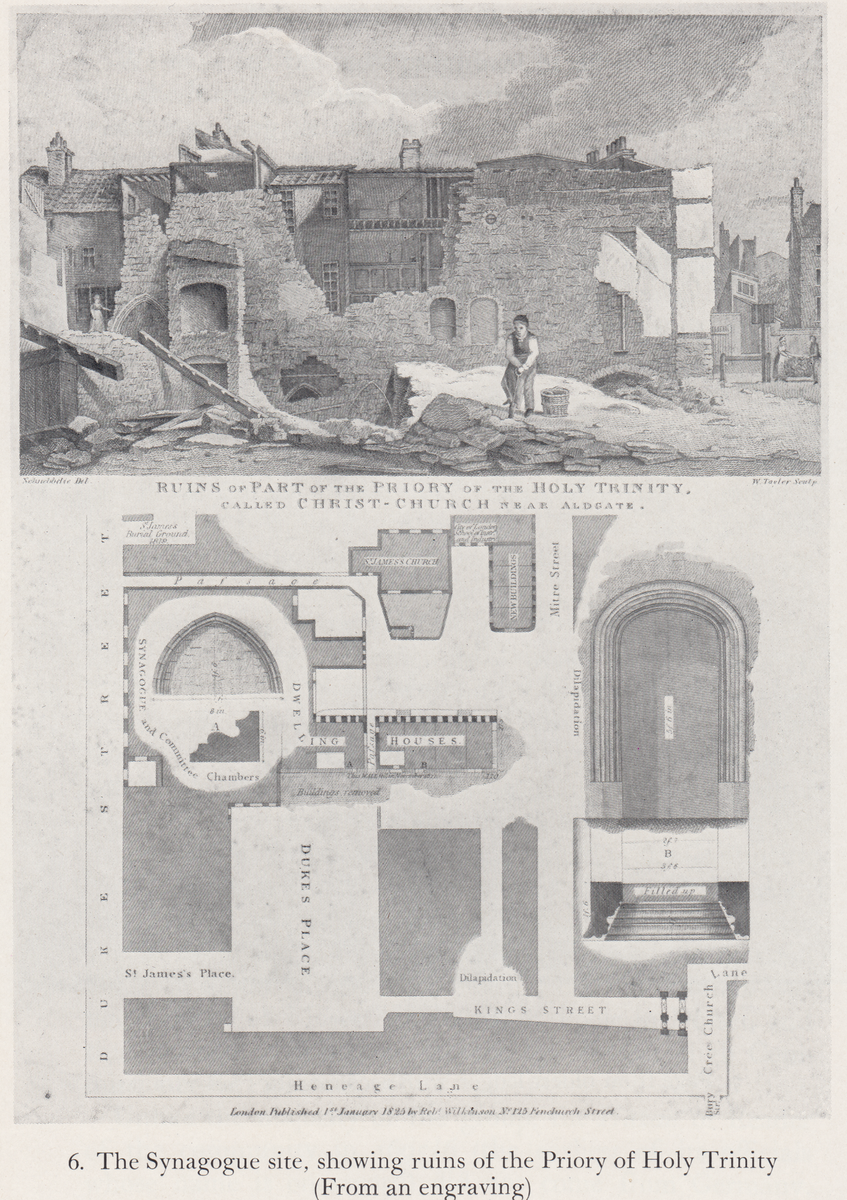 W. Taylor Sculp
RUINS OF PART OF THE PRIORY OF THE HOLY TRINITY,
CALLED CHRIST-CHURCH NEAR ALDGATE.
St. James's
Burial Ground
Passage
St. JAMES'S CHURCH
NEW BUILDINGS
Mitre Street
SYNAGOGUE and Committee
Chambers
8 in
A
DWELLING HOUSES.
Passage
A
B
Buildings removed
Dilapidation
B
Filled up
DUKES PLACE
DUKE STREET
St. James's Place.
Dilapidation
KINGS STREET
Cree Church Lane
Bury Str.
Heneage Lane
London. Published 1st January 1825 by Robt. Wilkinson No. 125 Fenchurch Street.
6. The Synagogue site, showing ruins of the Priory of Holy Trinity
(From an engraving)